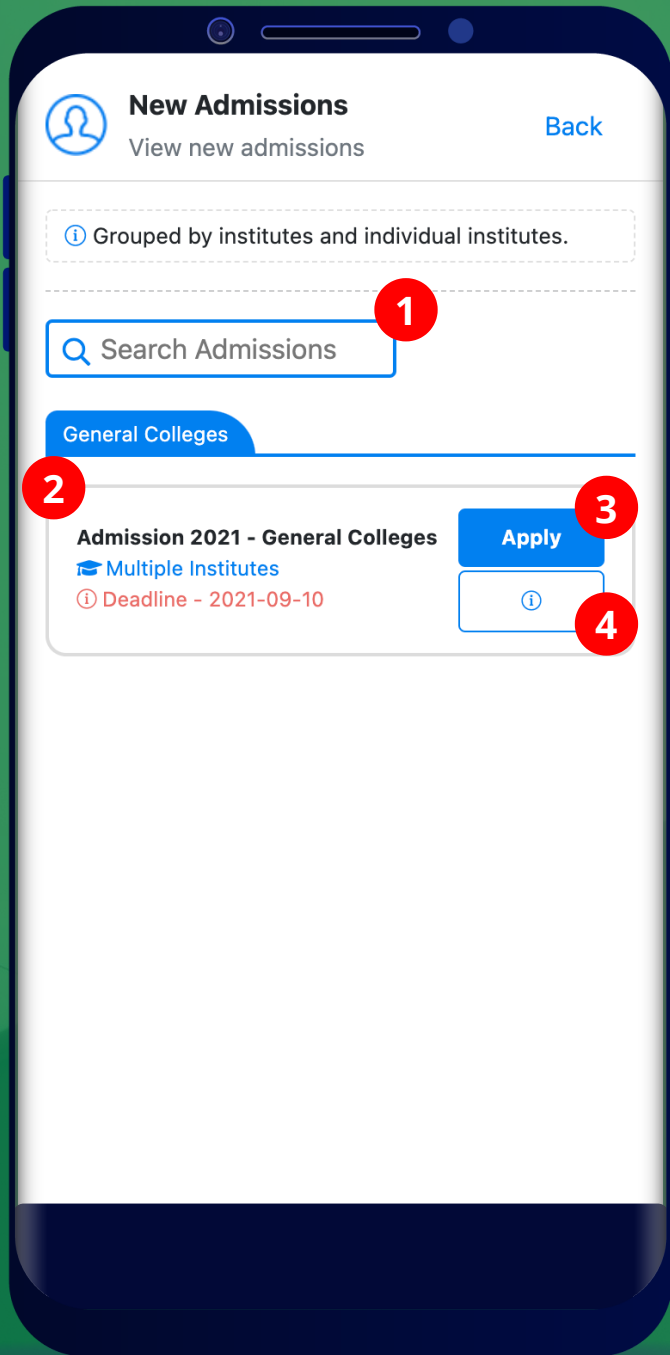 New Admissions
View new admissions
Back
Grouped by institutes and individual institutes.
1
Search Admissions
General Colleges
2
3
Admission 2021 - General Colleges
Apply
Multiple Institutes
Deadline - 2021-09-10
4